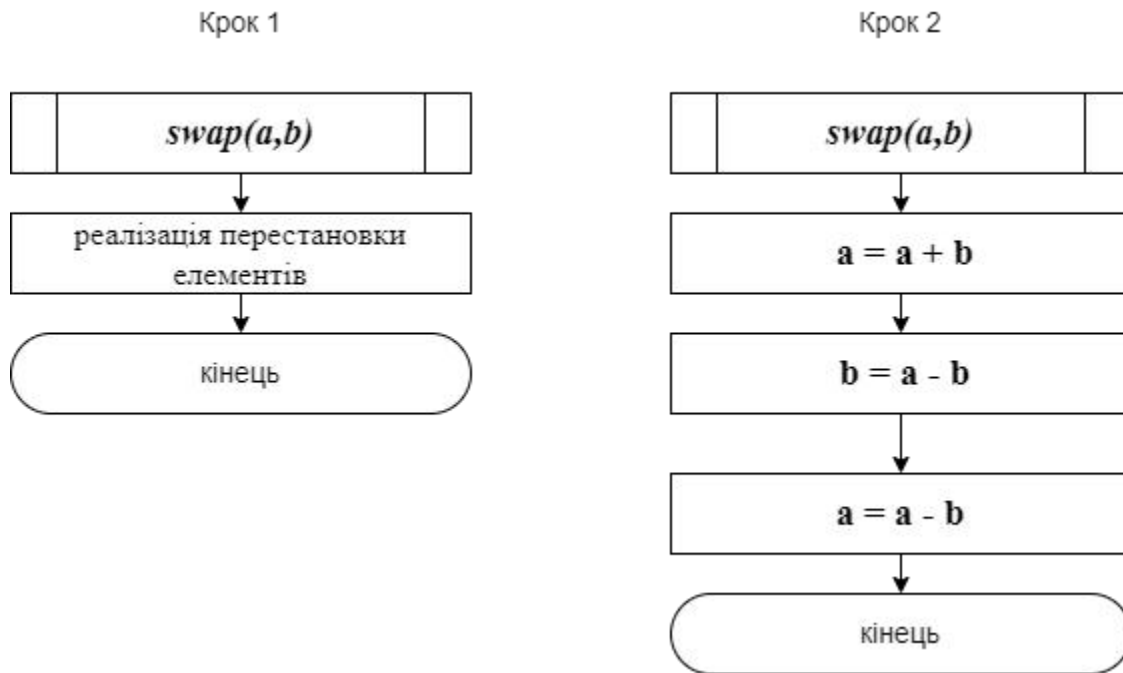 Крок 1
swap(a,b)
реалізація перестановки
елементів
кінець
Крок 2
swap(a,b)
a = a + b
b = a - b
a = a - b
кінець